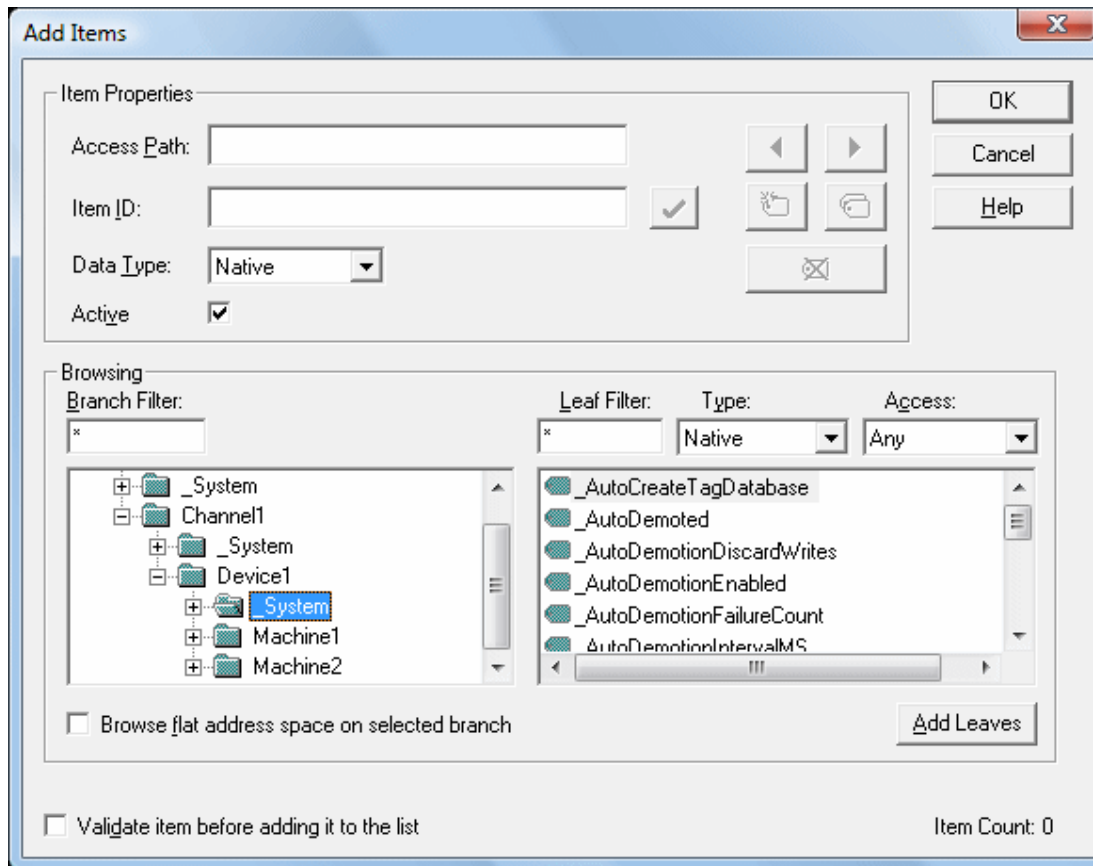 Add Items
Item Properties
OK
Access Path:
Cancel
Item ID:
Help
Data Type: Native
Active
Browsing
Branch Filter: Leaf Filter: Type: Access:
* * Native Any
_System
Channel1
_System
Device1
_System
Machine1
Machine2
_AutoCreateTagDatabase
_AutoDemoted
_AutoDemotionDiscardWrites
_AutoDemotionEnabled
_AutoDemotionFailureCount
_AutoDemotionIntervalMS
Browse flat address space on selected branch
Add Leaves
Validate item before adding it to the list
Item Count: 0